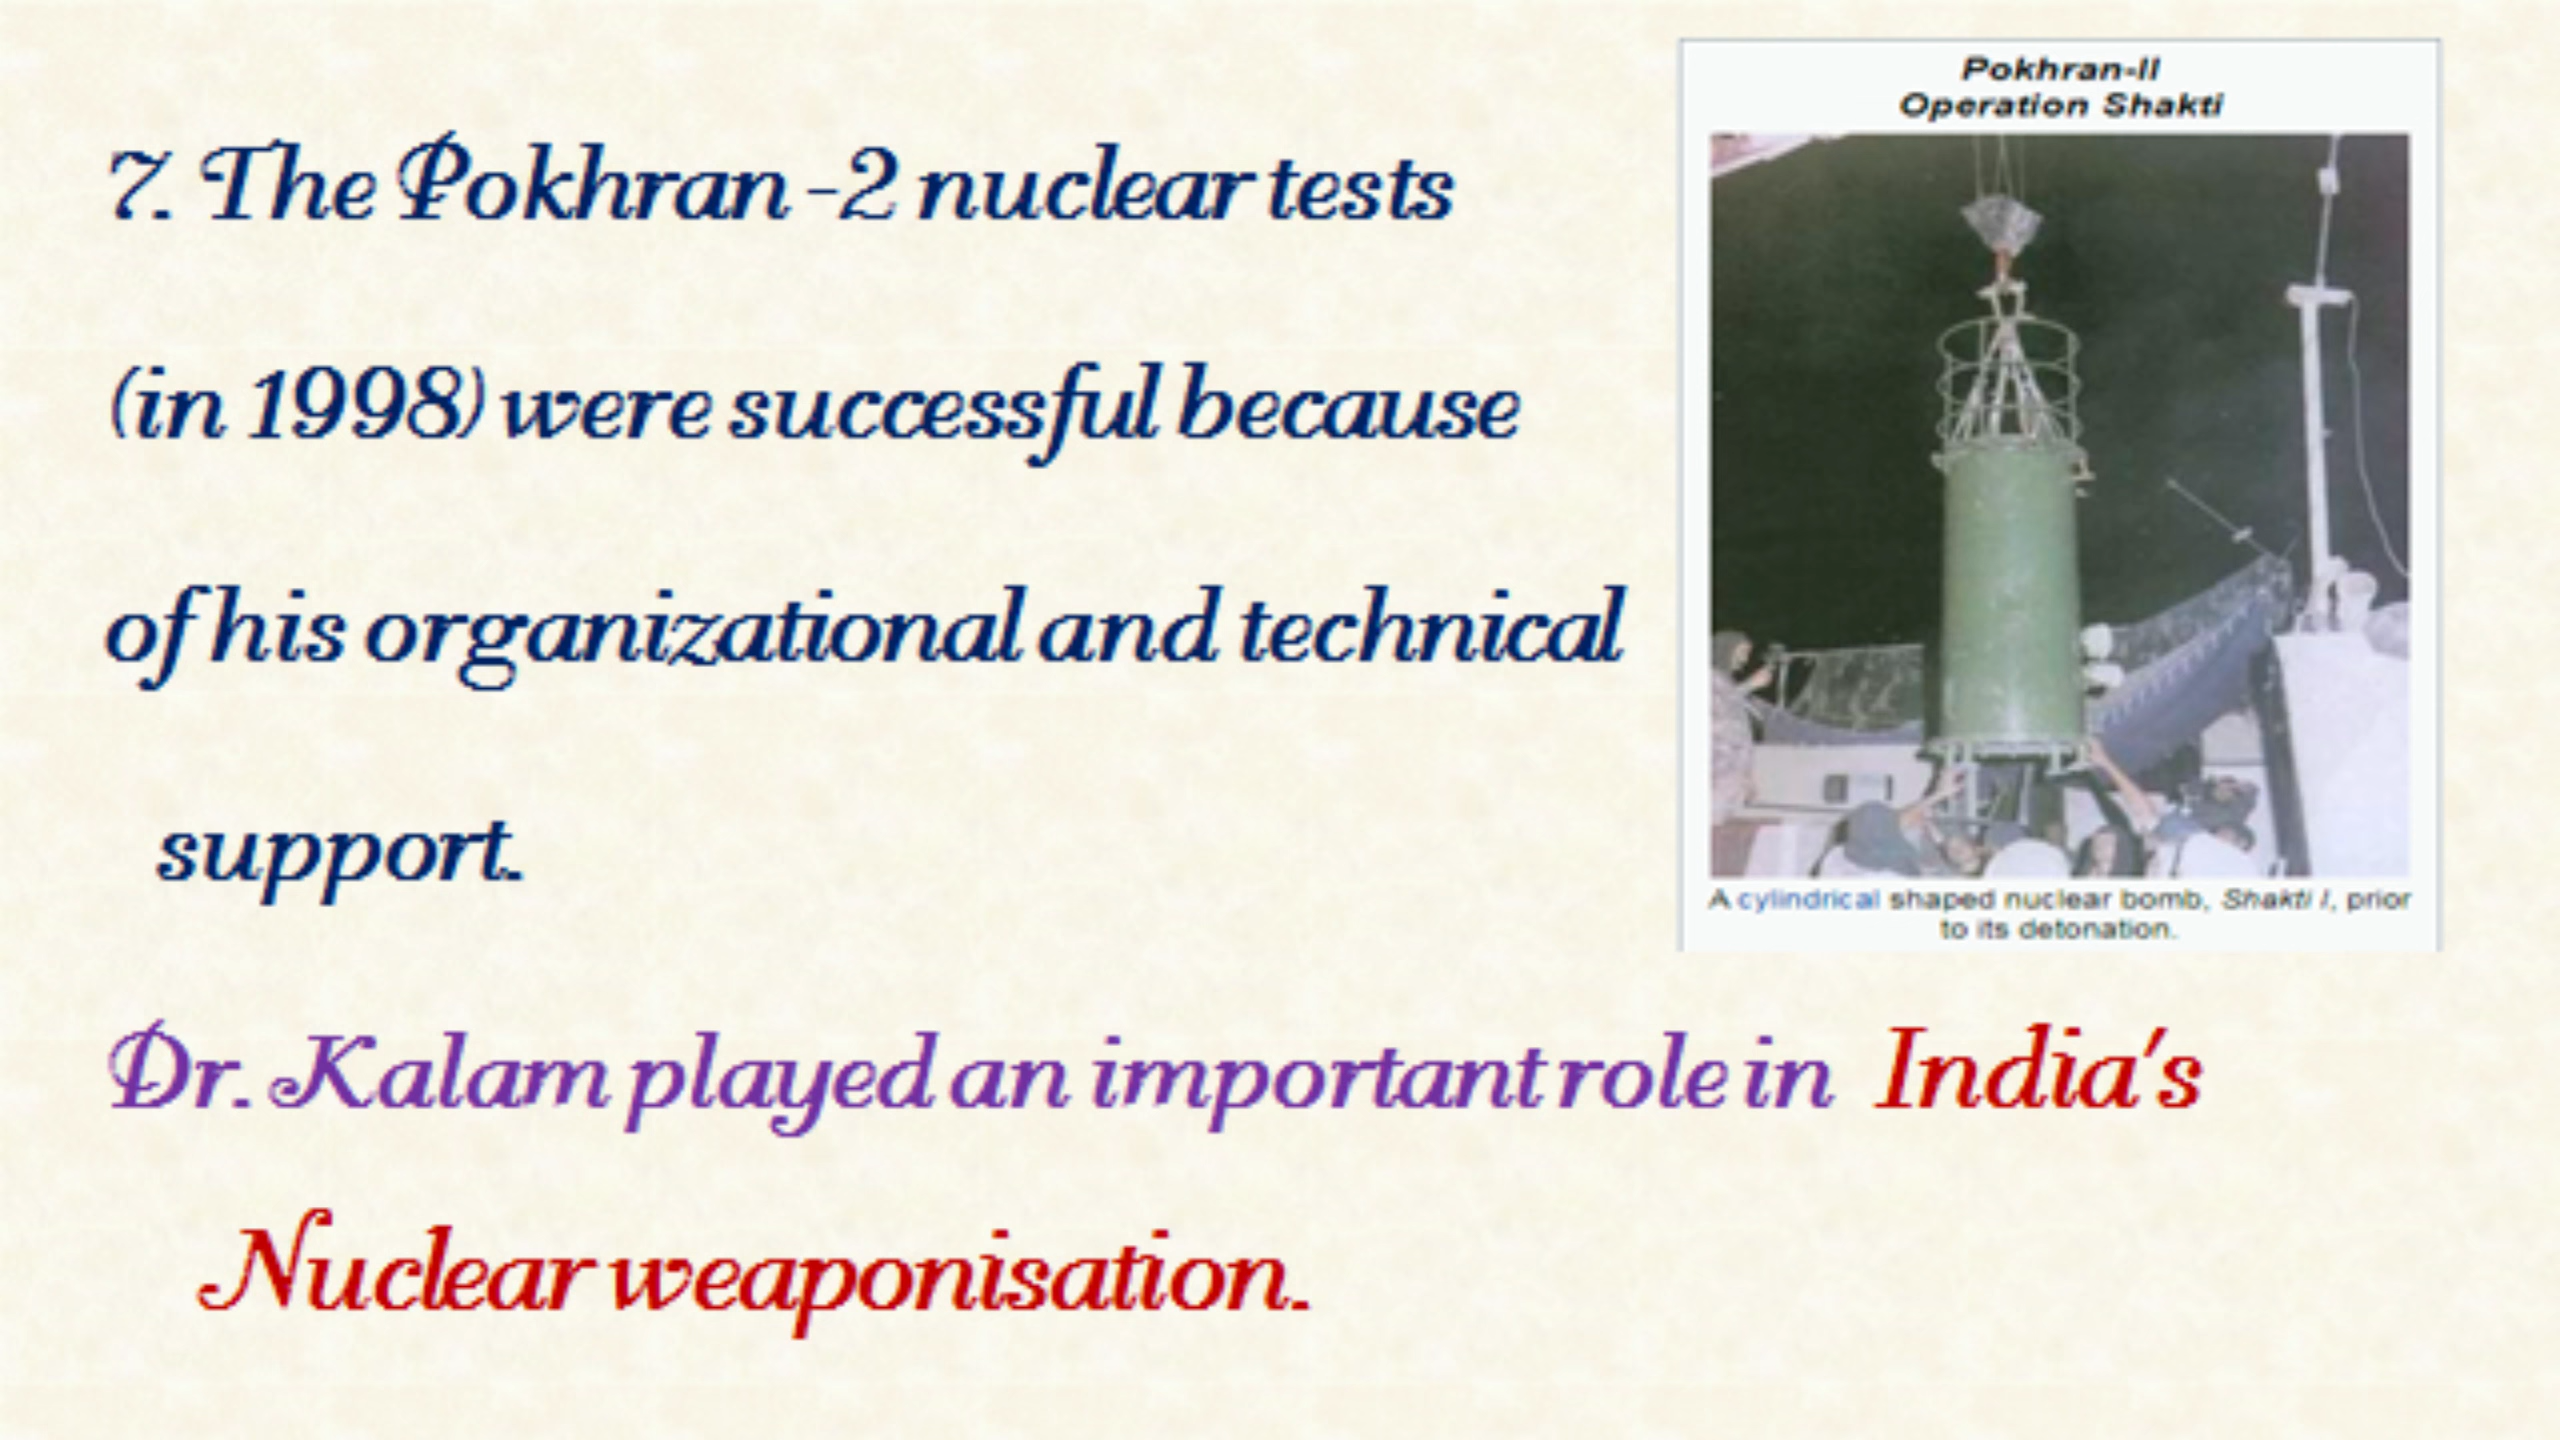 7. The Pokhran -2 nuclear tests
(in 1998) were successful because
of his organizational and technical
support.
Pokhran-II
Operation Shakti
A cylindrical shaped nuclear bomb, Shakti I, prior
to its detonation.
Dr. Kalam played an important role in India's
Nuclear weaponisation.